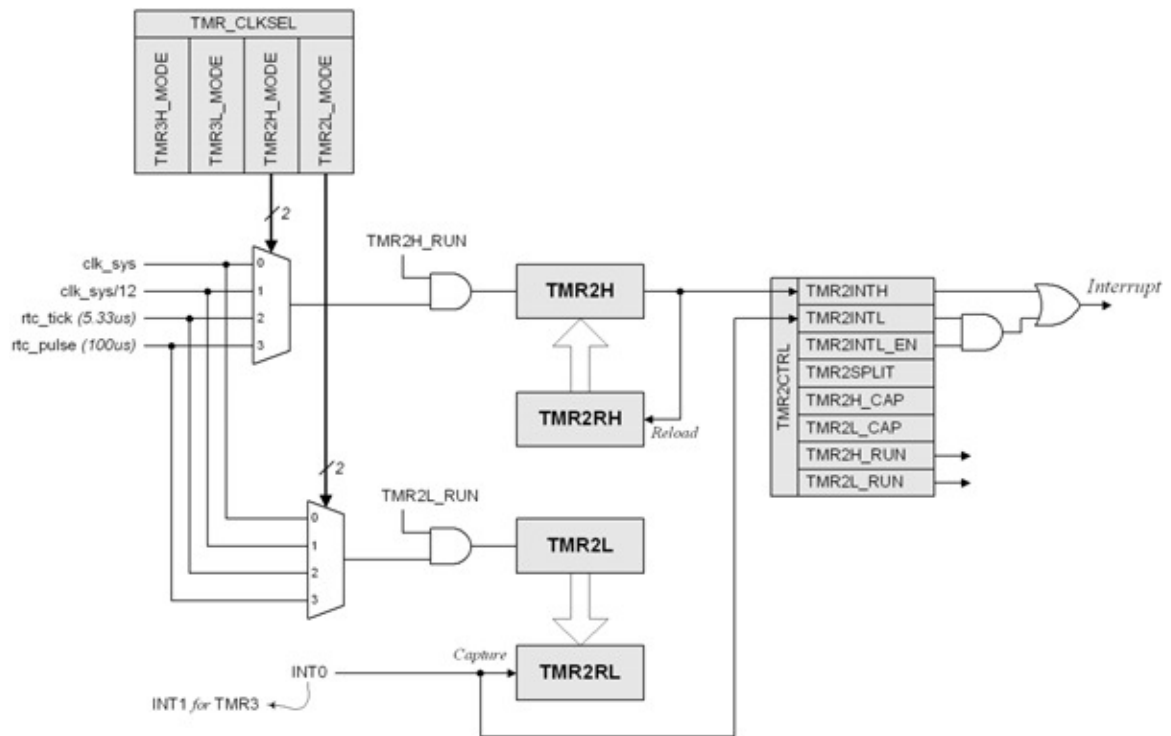 TMR_CLKSEL
TMR3H_MODE
TMR3L_MODE
TMR2H_MODE
TMR2L_MODE
2
clk_sys
clk_sys/12
rtc_tick (5.33us)
rtc_pulse (100us)
0
1
2
3
TMR2H_RUN
TMR2H
TMR2RH
Reload
TMR2CTRL
TMR2INTH
TMR2INTL
TMR2INTL_EN
TMR2SPLIT
TMR2H_CAP
TMR2L_CAP
TMR2H_RUN
TMR2L_RUN
Interrupt
2
0
1
2
3
TMR2L_RUN
TMR2L
TMR2RL
Capture
INT0
INT1 for TMR3